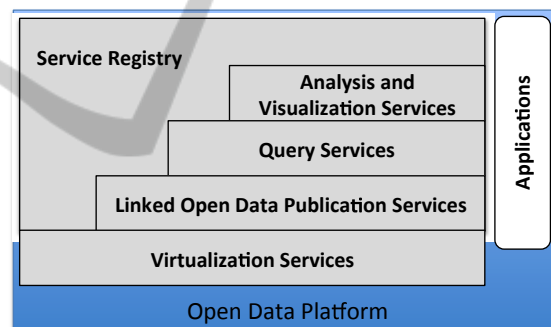 Service Registry
Analysis and
Visualization Services
Query Services
Linked Open Data Publication Services
Virtualization Services
Open Data Platform
Applications